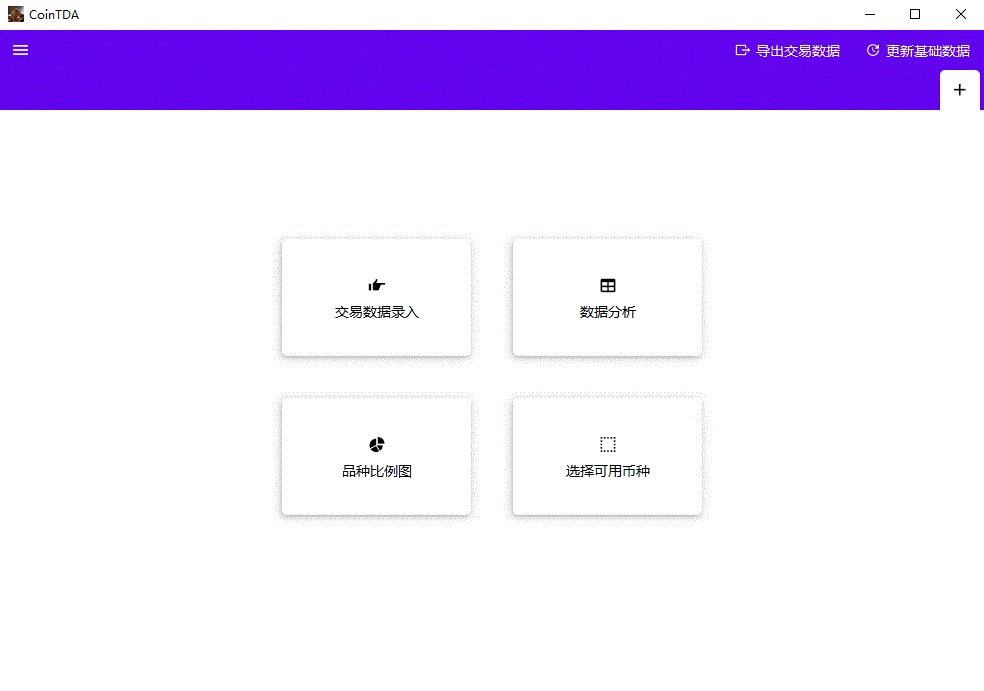 CoinTDA
导出交易数据
更新基础数据
交易数据录入
数据分析
品种比例图
选择可用币种